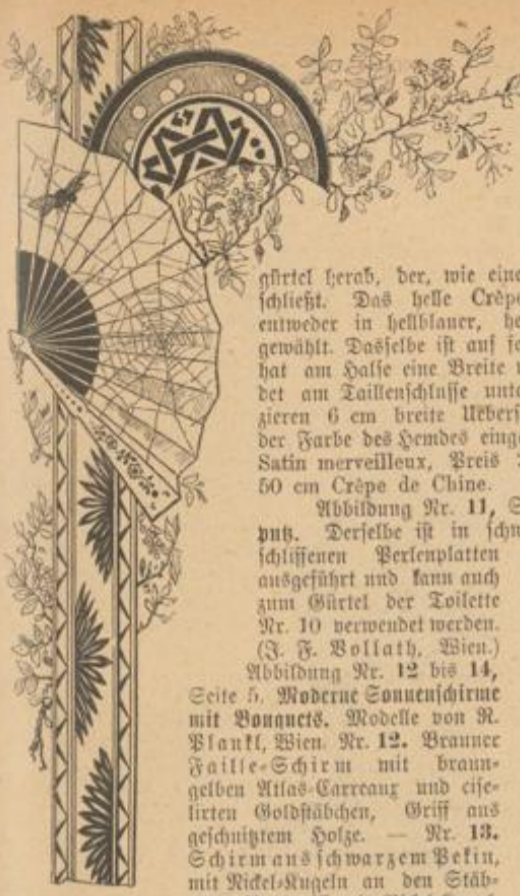 gürtel herab, der, wie eine
schließt. Das helle Crêpe
entweder in hellblauer, he
gewählt. Dasselbe ist auf
hat am Halse eine Breite
det am Taillenschlusse unte
zieren 6 cm breite Uebers
der Farbe des Hemdes einge
Satin merveilleux, Preis
50 cm Crêpe de Chine.
Abbildung Nr. 11, S
putz. Derselbe ist in schw
schlissenen Perlenplatten
ausgeführt und kann auch
zum Gürtel der Toilette
Nr. 10 verwendet werden.
(J. F. Vollath, Wien.)
Abbildung Nr. 12 bis 14,
Seite 5. Moderne Sonnenschirme
mit Bouquets. Modelle von R.
Plankl, Wien. Nr. 12. Brauner
Faille-Schirm mit braun-
gelben Atlas-Carreaux und cise-
lirten Goldstäbchen, Griff aus
geschnitztem Holze. — Nr. 13.
Schirm aus schwarzem Pekin,
mit Nickel-Kugeln an den Stäb-